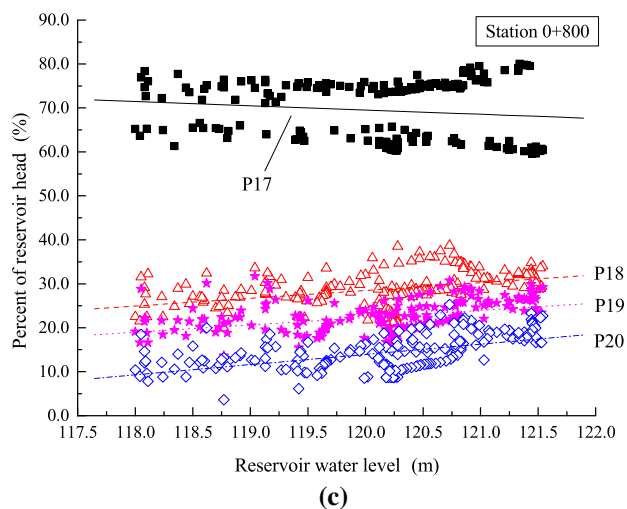 Station 0+800
90.0
80.0
70.0
60.0
50.0
40.0
30.0
20.0
10.0
0.0
Percent of reservoir head (%)
P17
P18
P19
P20
117.5 118.0 118.5 119.0 119.5 120.0 120.5 121.0 121.5 122.0
Reservoir water level (m)
(c)